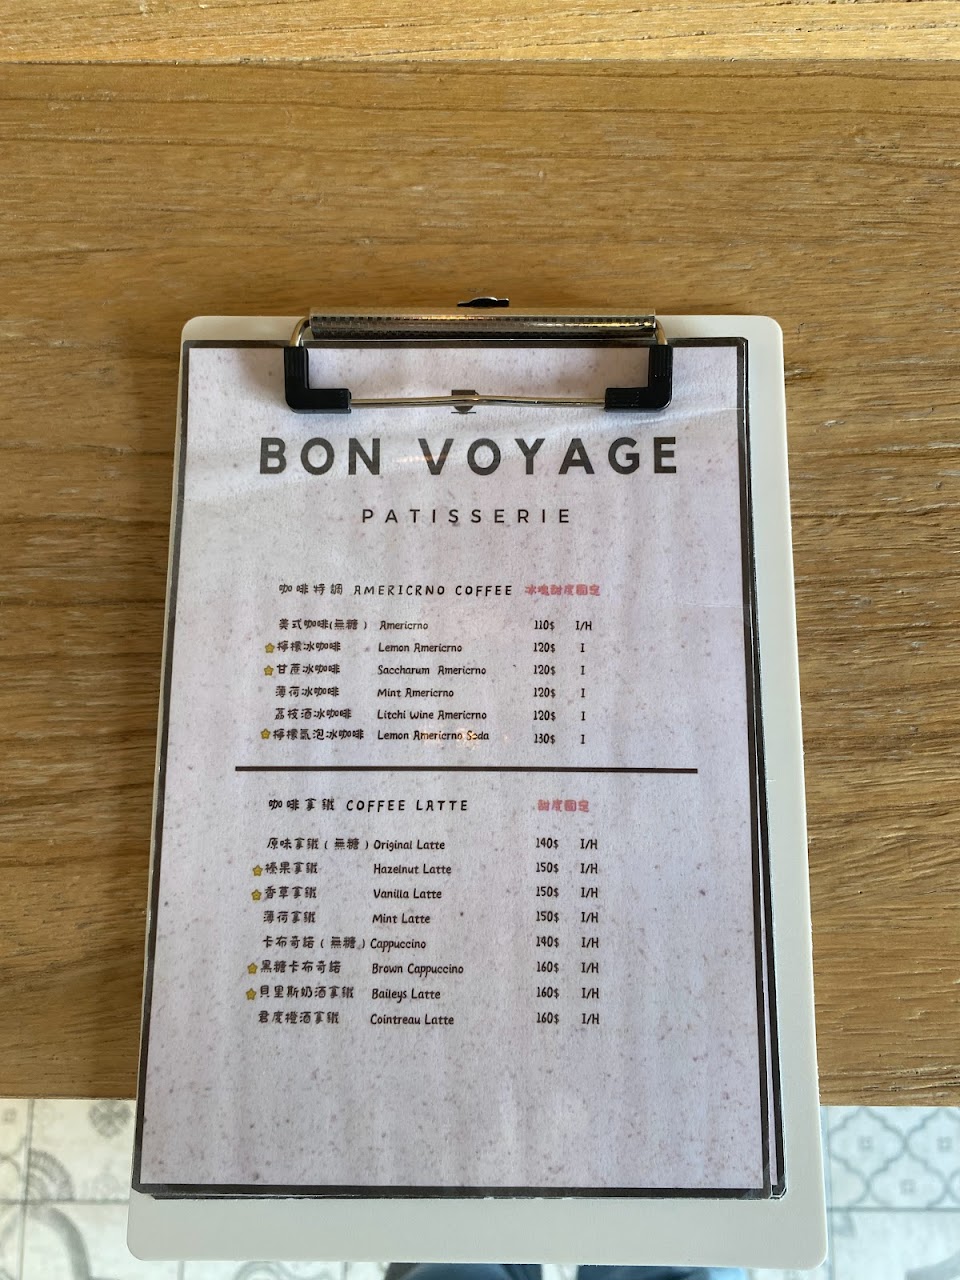 BON VOYAGE
PATISSERIE
咖啡特調 AMERICRNO COFFEE 冰塊甜度固定
美式咖啡(無糖) Americrno 110$ I/H
檸檬冰咖啡 Lemon Americrno 120$ I
甘蔗冰咖啡 Saccharum Americrno 120$ I
薄荷冰咖啡 Mint Americrno 120$ I
荔枝酒冰咖啡 Litchi Wine Americrno 120$ I
檸檬氣泡冰咖啡 Lemon Americrno Soda 130$ I
咖啡拿鐵 COFFEE LATTE 甜度固定
原味拿鐵(無糖) Original Latte 140$ I/H
榛果拿鐵 Hazelnut Latte 150$ I/H
香草拿鐵 Vanilla Latte 150$ I/H
薄荷拿鐵 Mint Latte 150$ I/H
卡布奇諾(無糖) Cappuccino 140$ I/H
黑糖卡布奇諾 Brown Cappuccino 160$ I/H
貝里斯奶酒拿鐵 Baileys Latte 160$ I/H
君度橙酒拿鐵 Cointreau Latte 160$ I/H